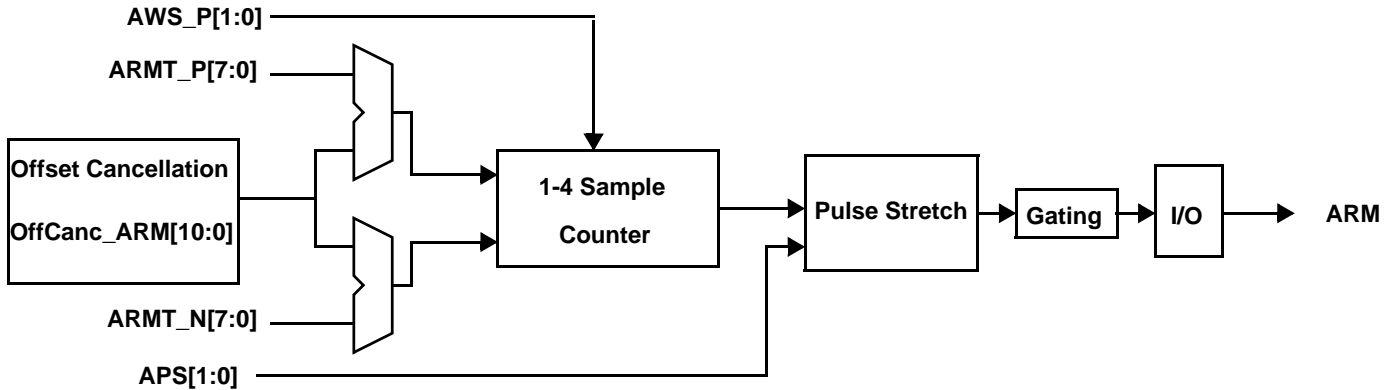 AWS_P[1:0]
ARMT_P[7:0]
Offset Cancellation
OffCanc_ARM[10:0]
1-4 Sample
Counter
Pulse Stretch
Gating
I/O
ARM
ARMT_N[7:0]
APS[1:0]